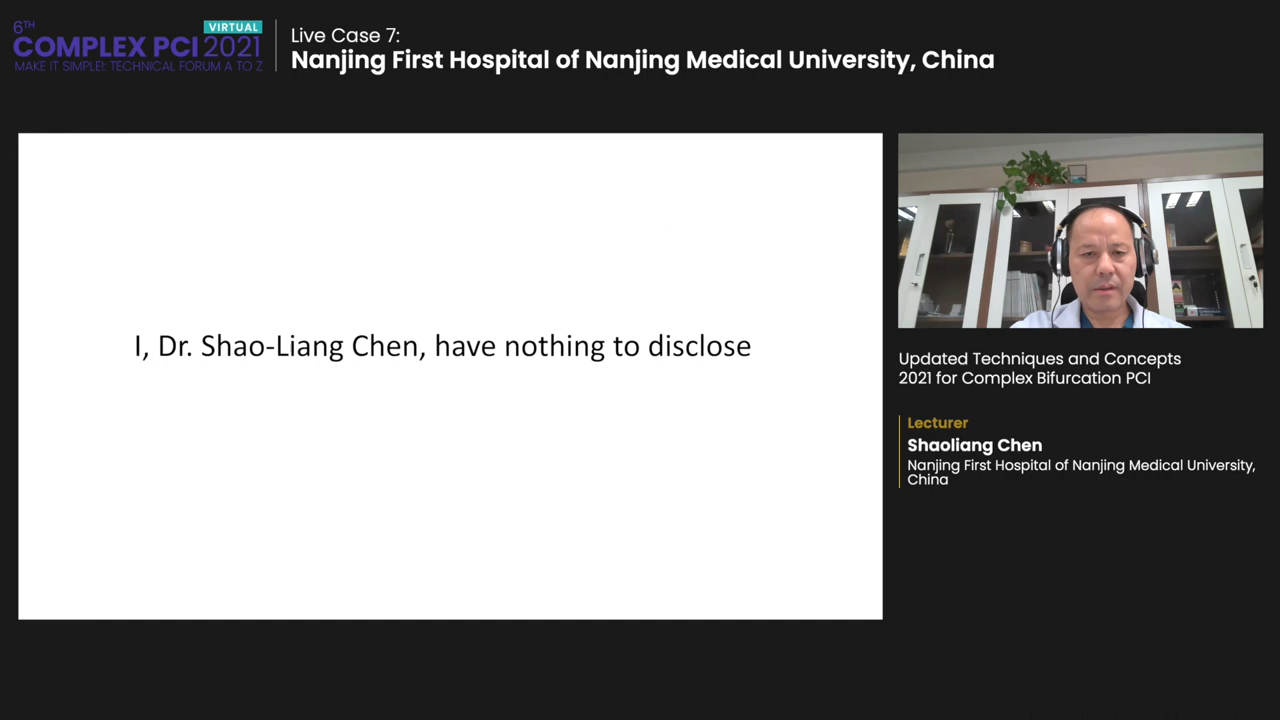 6TH
VIRTUAL
COMPLEX PCI 2021
MAKE IT SIMPLE!: TECHNICAL FORUM A TO Z
Live Case 7:
Nanjing First Hospital of Nanjing Medical University, China
I, Dr. Shao-Liang Chen, have nothing to disclose
Updated Techniques and Concepts
2021 for Complex Bifurcation PCI
Lecturer
Shaoliang Chen
Nanjing First Hospital of Nanjing Medical University,
China